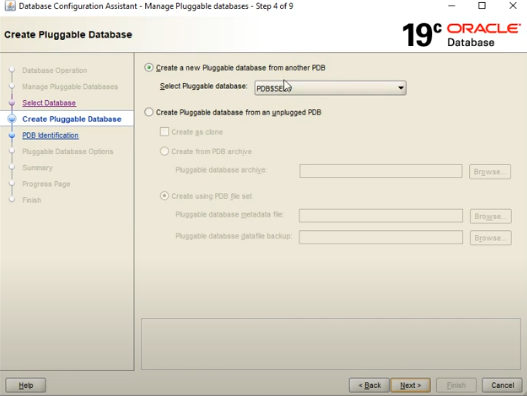 Database Configuration Assistant - Manage Pluggable databases - Step 4 of 9
Create Pluggable Database
19c ORACLE
Database
Database Operation
Manage Pluggable Databases
Select Database
Create Pluggable Database
PDB Identification
Pluggable Database Options
Summary
Progress Page
Finish
Create a new Pluggable database from another PDB
Select Pluggable database:
Create Pluggable database from an unplugged PDB
Create as clone
Create from PDB archive
Pluggable database archive:
Browse...
Create using PDB file set
Pluggable database metadata file:
Browse...
Pluggable database datafile backup:
Browse...
Help
< Back
Next >
Finish
Cancel